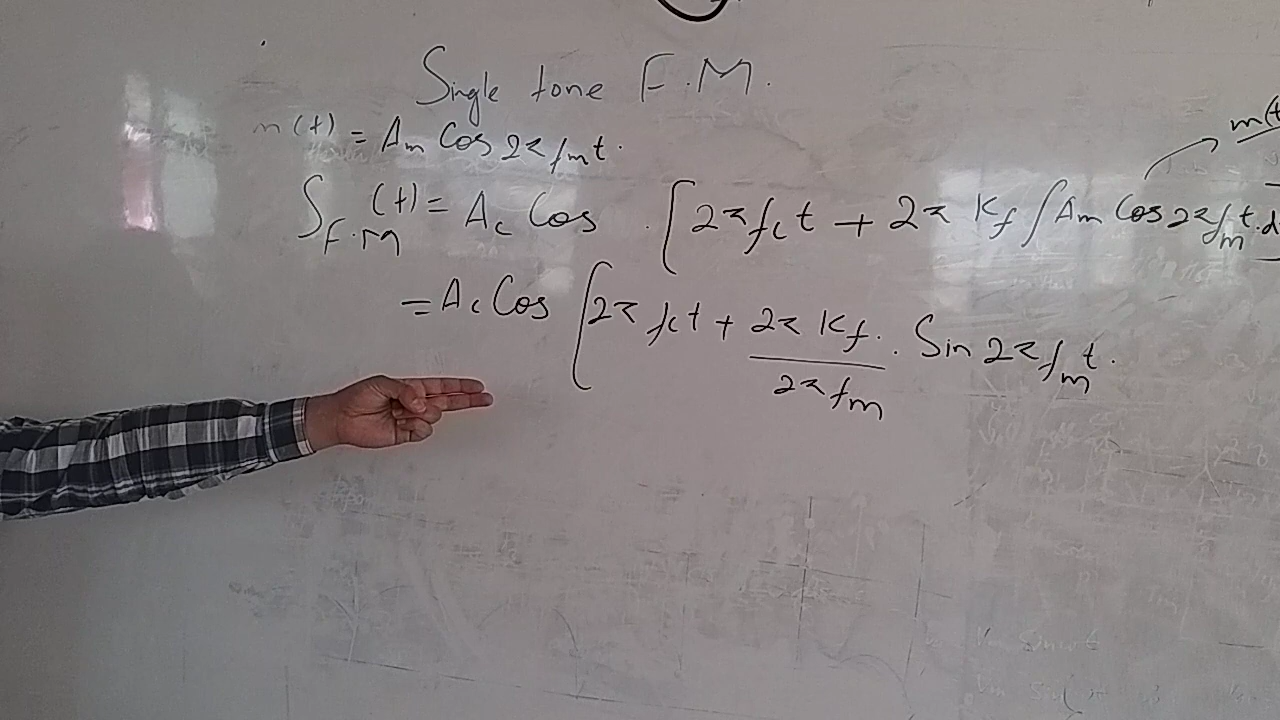 Single tone F.M.
m(t) = Am Cos 2π fm t.
m(t
S F.M (t) = Ac Cos . [2π fc t + 2π Kf ∫ Am Cos 2π fm t . d
= Ac Cos [2π fc t + 2π Kf . / 2π fm . Sin 2π fm t .